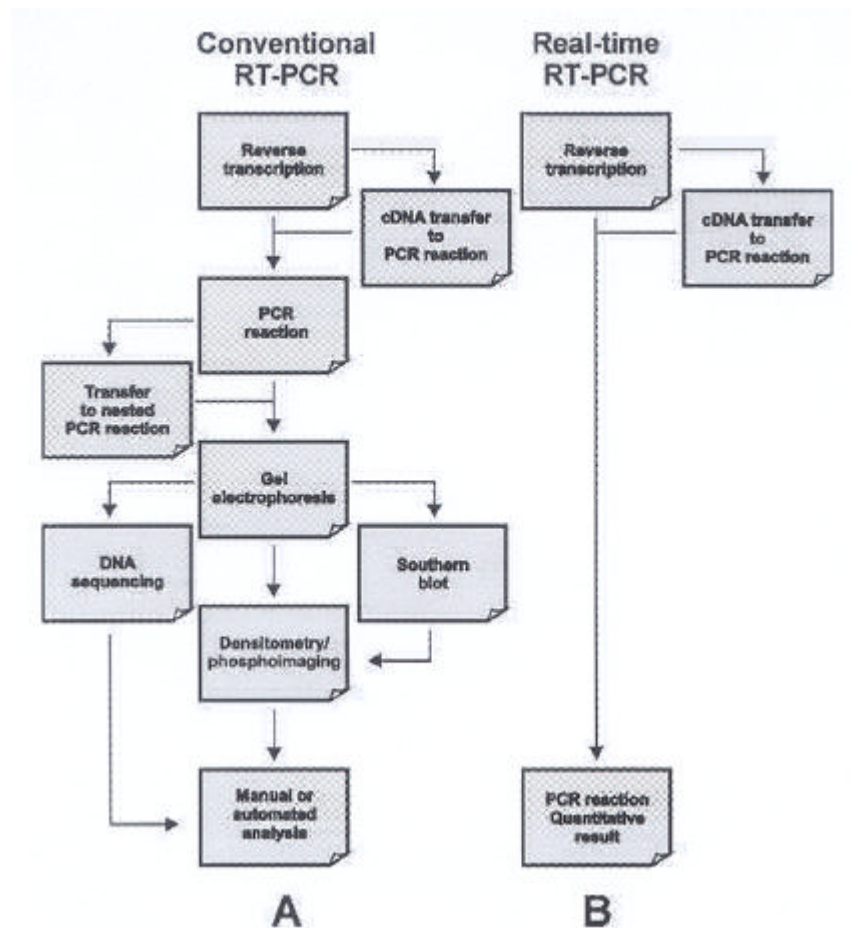 Conventional
RT-PCR
Real-time
RT-PCR
Reverse
transcription
cDNA transfer
to
PCR reaction
PCR
reaction
Transfer
to nested
PCR reaction
Gel
electrophoresis
DNA
sequencing
Southern
blot
Densitometry/
phosphoimaging
Manual or
automated
analysis
A
Reverse
transcription
cDNA transfer
to
PCR reaction
PCR reaction
Quantitative
result
B